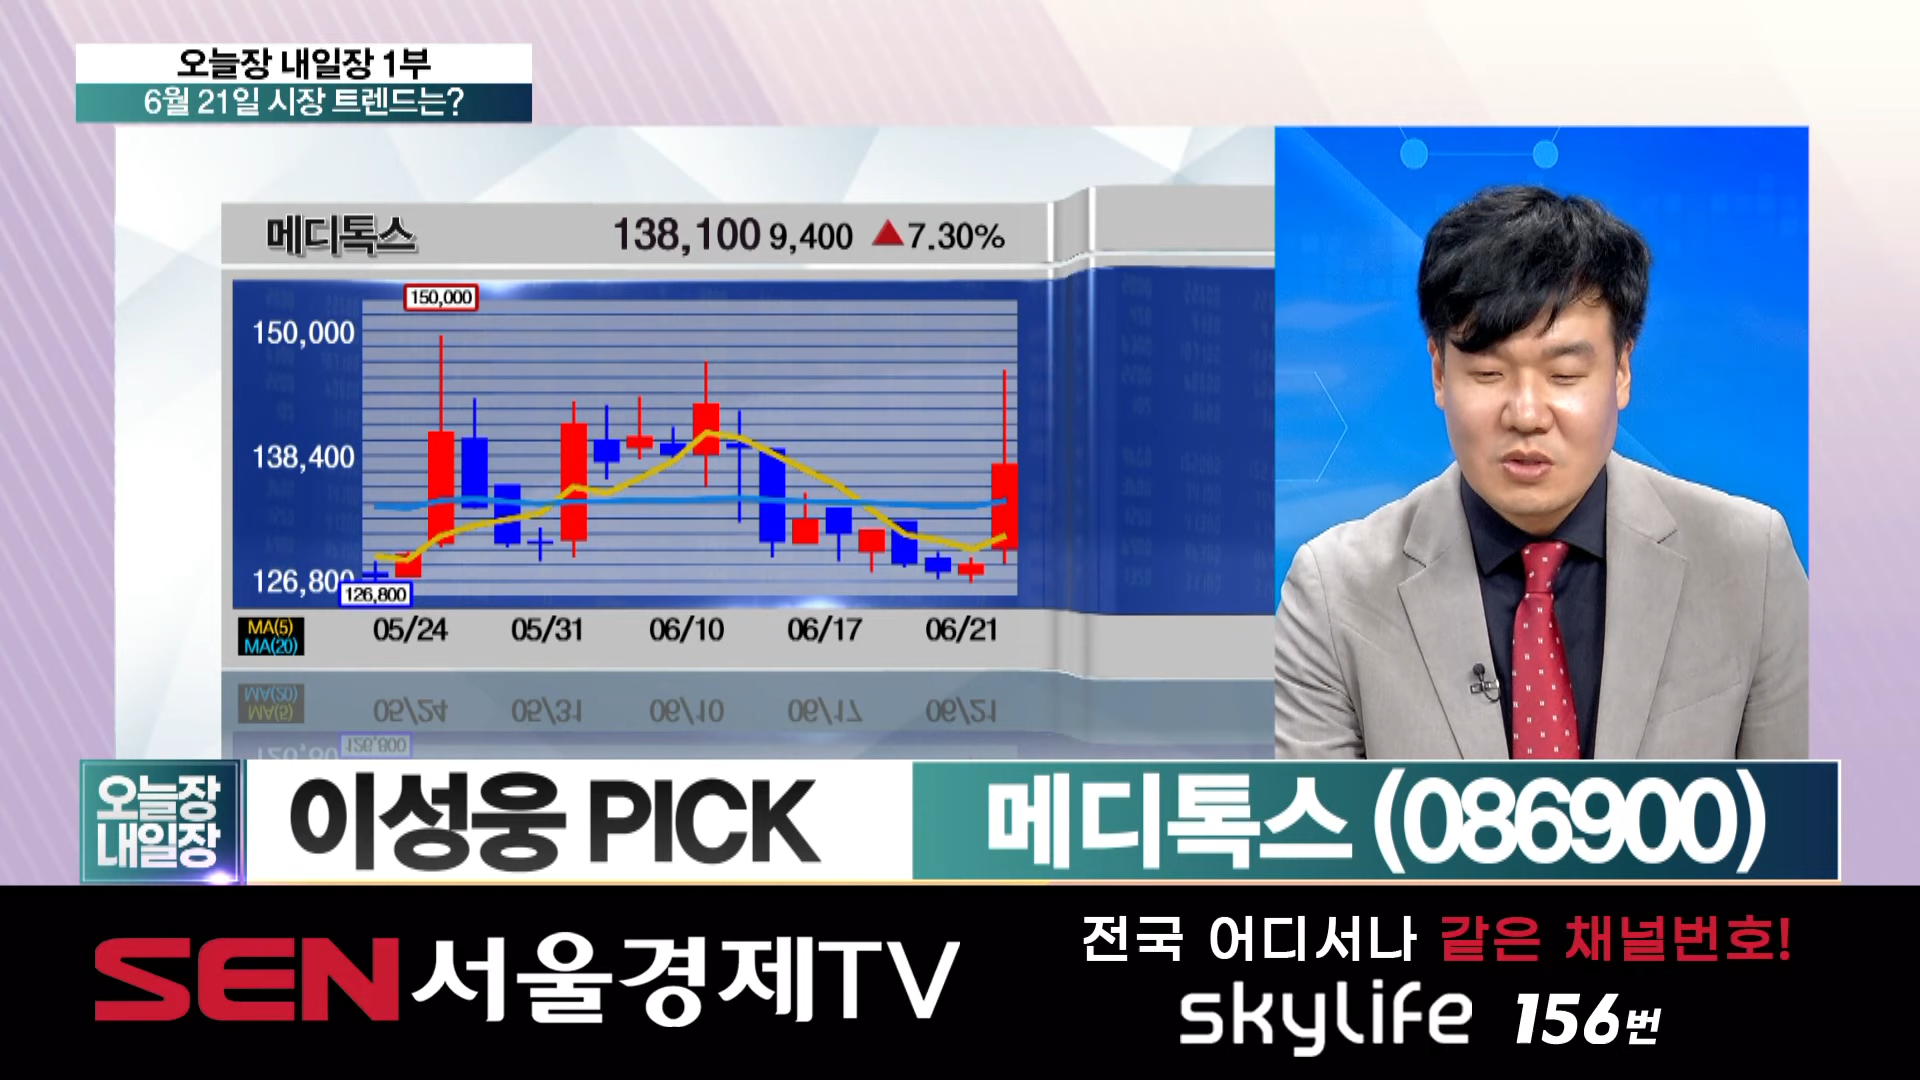 오늘장 내일장 1부
6월 21일 시장 트렌드는?
메디톡스 138,100 9,400 ▲7.30%
150,000
150,000
138,400
126,800
126,800
MA(5)
MA(20)
05/24 05/31 06/10 06/17 06/21
오늘장
내일장
이성웅 PICK
메디톡스 (086900)
SEN 서울경제TV
전국 어디서나 같은 채널번호!
skylife 156번